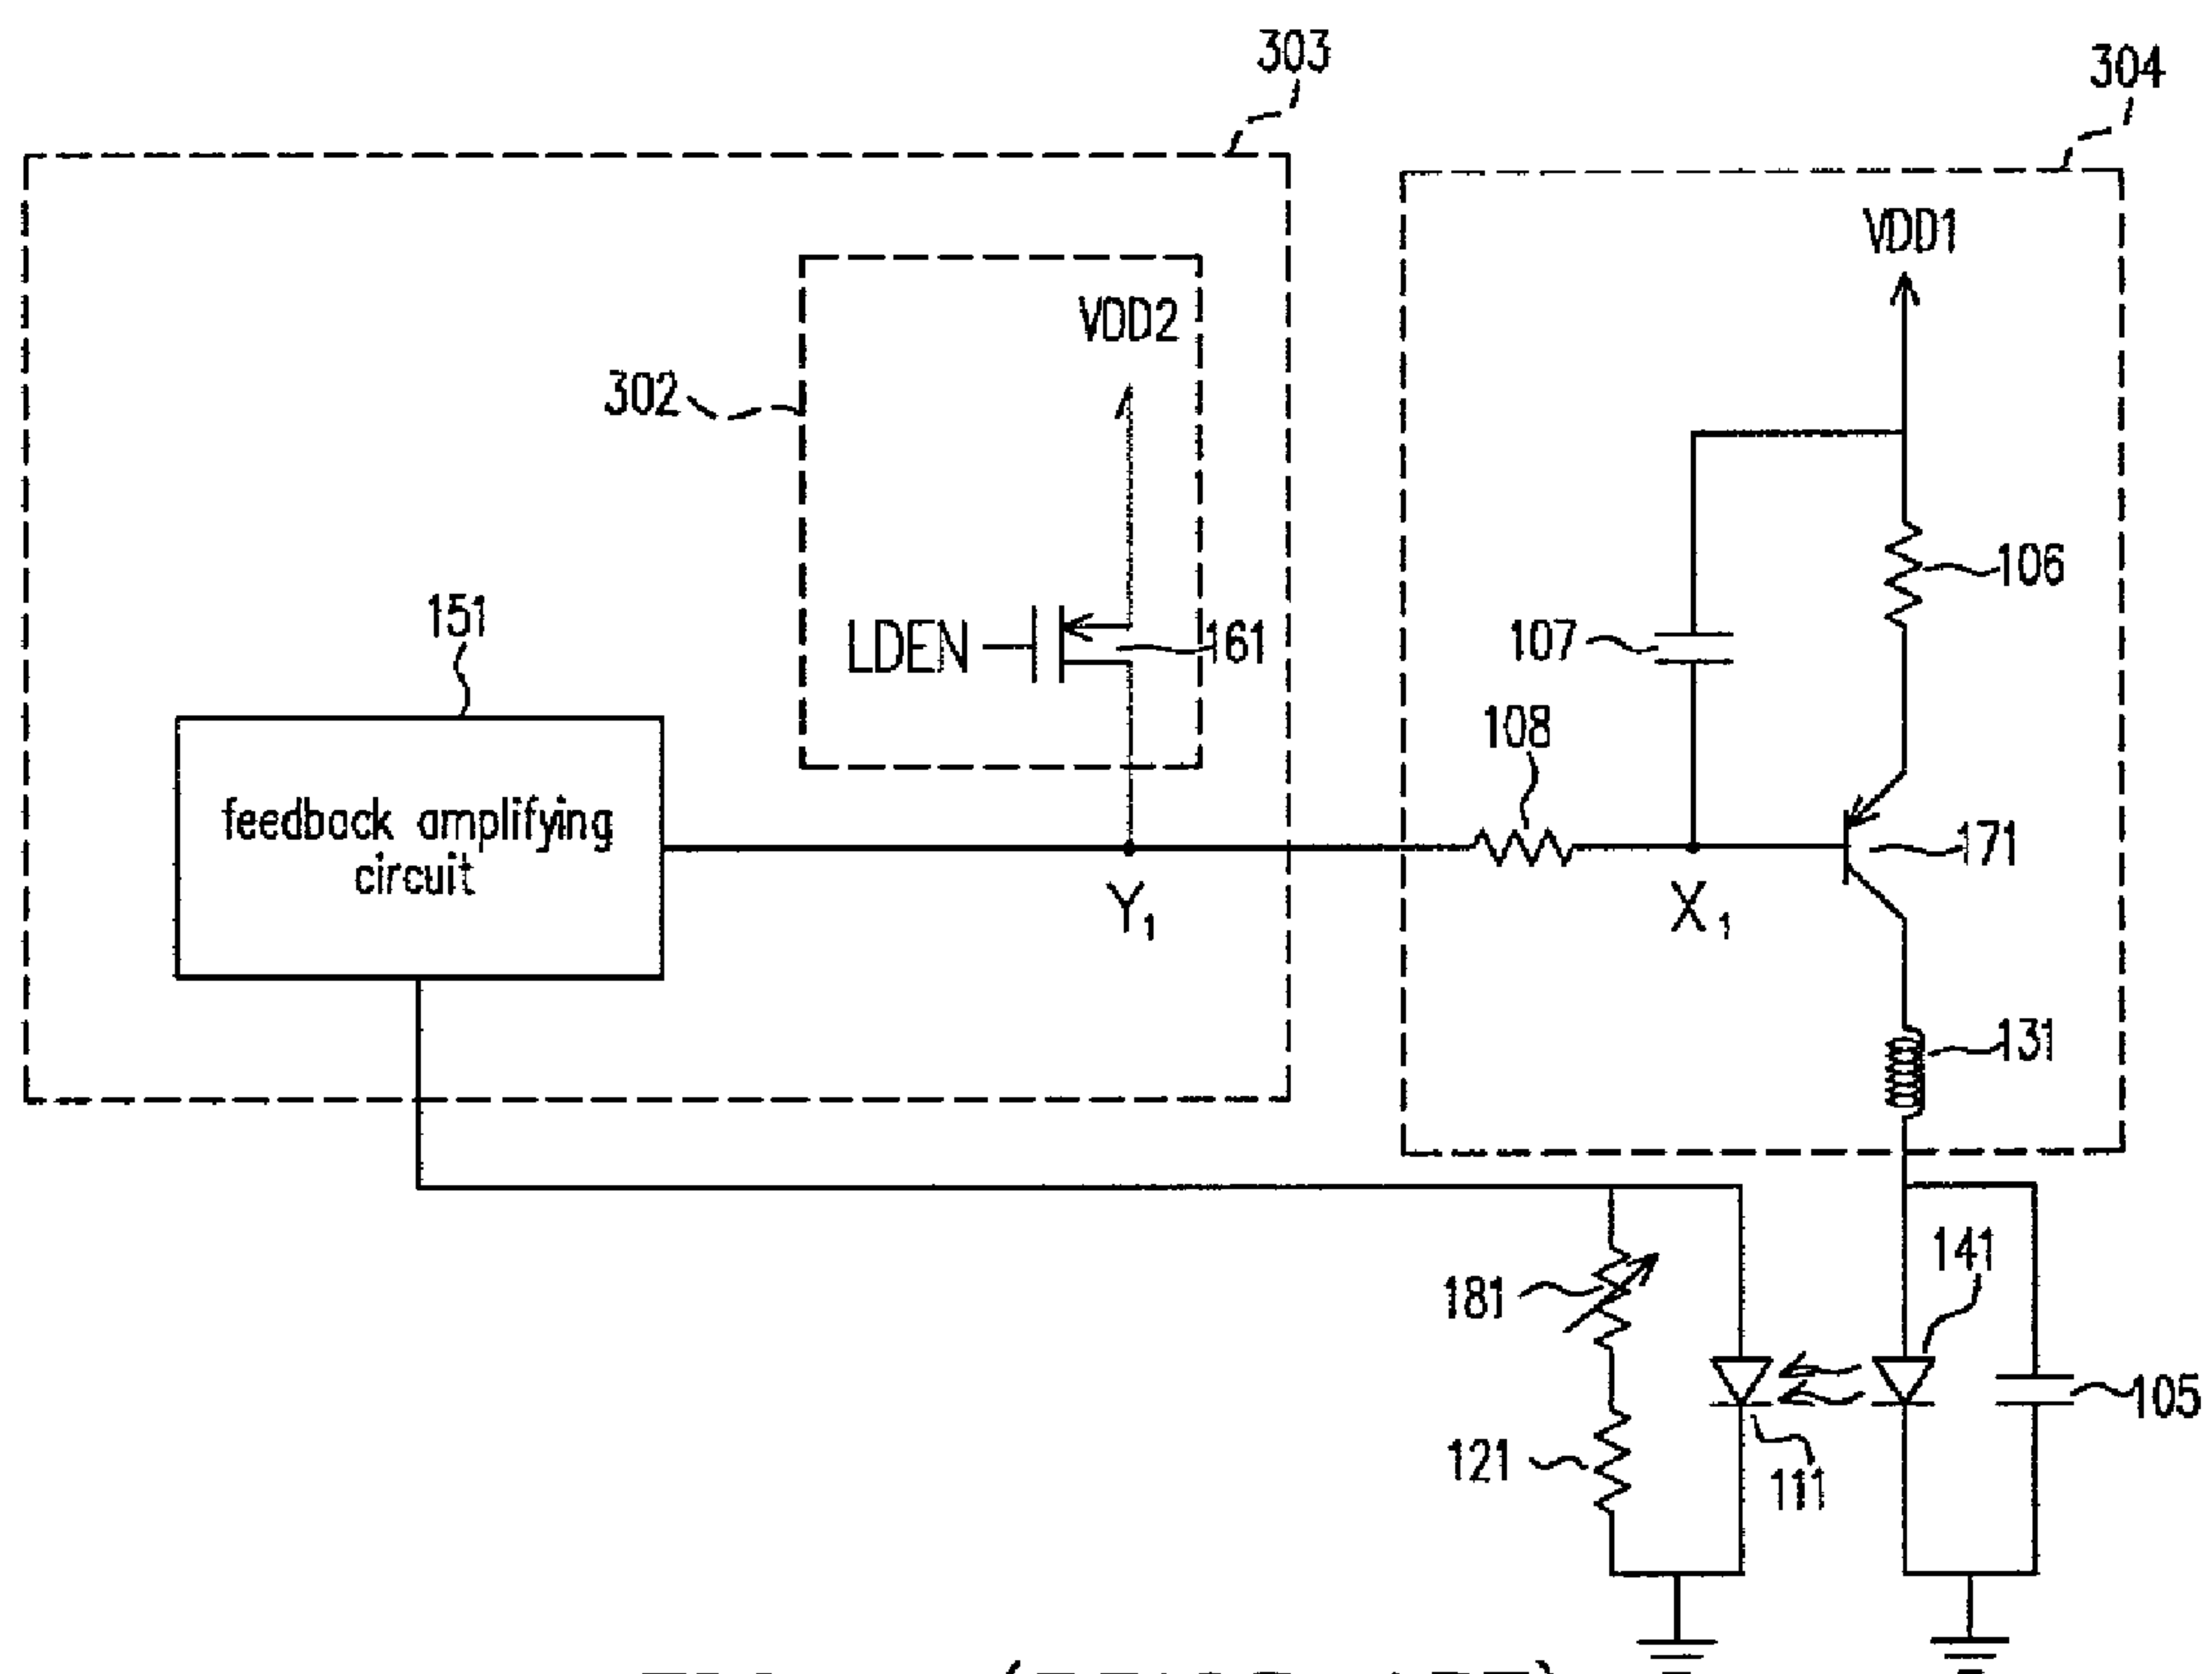 303
304
VDD1
VDD2
302
106
151
LDEN
161
107
108
feedback amplifying
circuit
171
Y1
X1
131
141
181
105
121
111